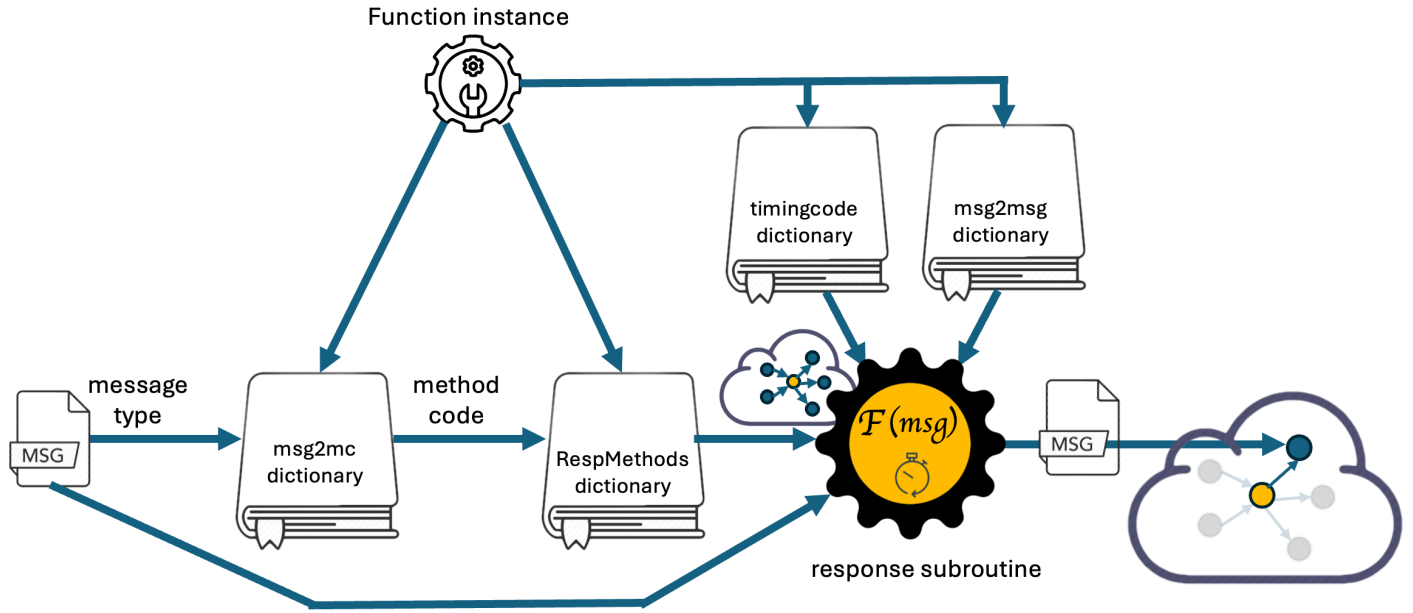 Function instance
timingcode
dictionary
msg2msg
dictionary
message
type
method
code
MSG
msg2mc
dictionary
RespMethods
dictionary
F(msg)
MSG
response subroutine